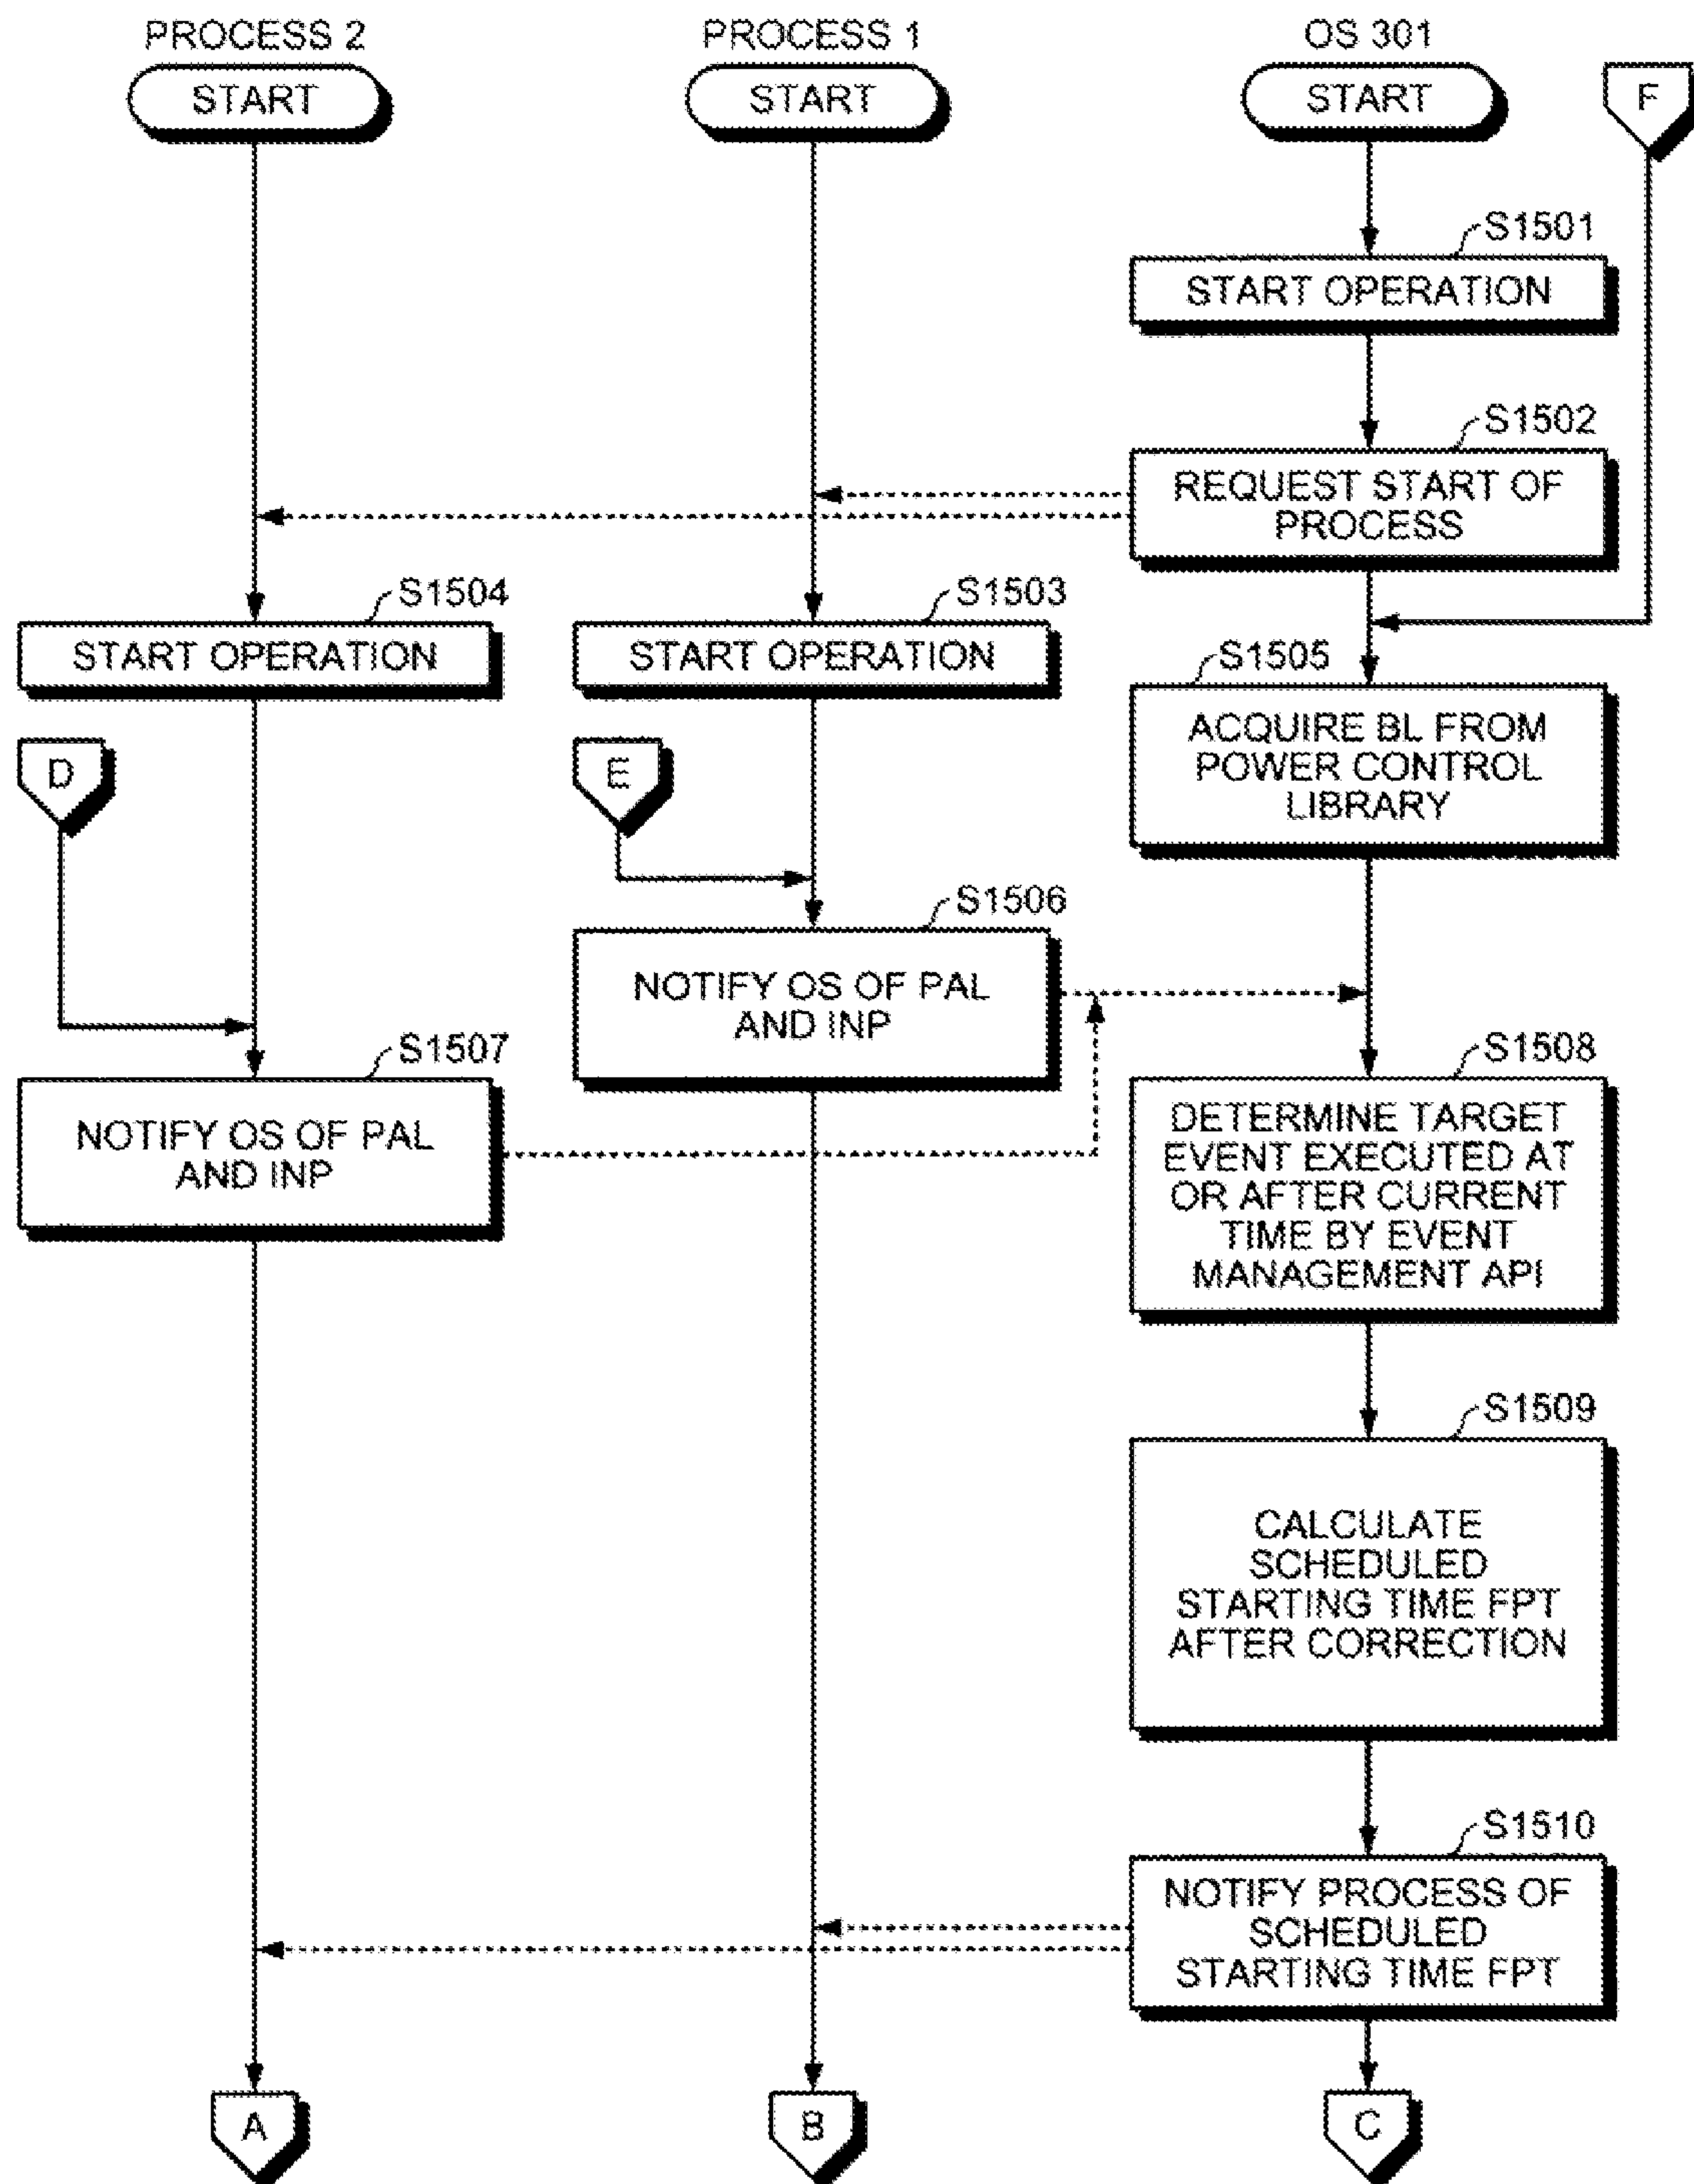 PROCESS 2
PROCESS 1
OS 301
START
START
START
F
S1501
START OPERATION
S1502
REQUEST START OF
PROCESS
S1504
START OPERATION
S1503
START OPERATION
S1505
ACQUIRE BL FROM
POWER CONTROL
LIBRARY
D
E
S1506
NOTIFY OS OF PAL
AND INP
S1507
NOTIFY OS OF PAL
AND INP
S1508
DETERMINE TARGET
EVENT EXECUTED AT
OR AFTER CURRENT
TIME BY EVENT
MANAGEMENT API
S1509
CALCULATE
SCHEDULED
STARTING TIME FPT
AFTER CORRECTION
S1510
NOTIFY PROCESS OF
SCHEDULED
STARTING TIME FPT
A
B
C